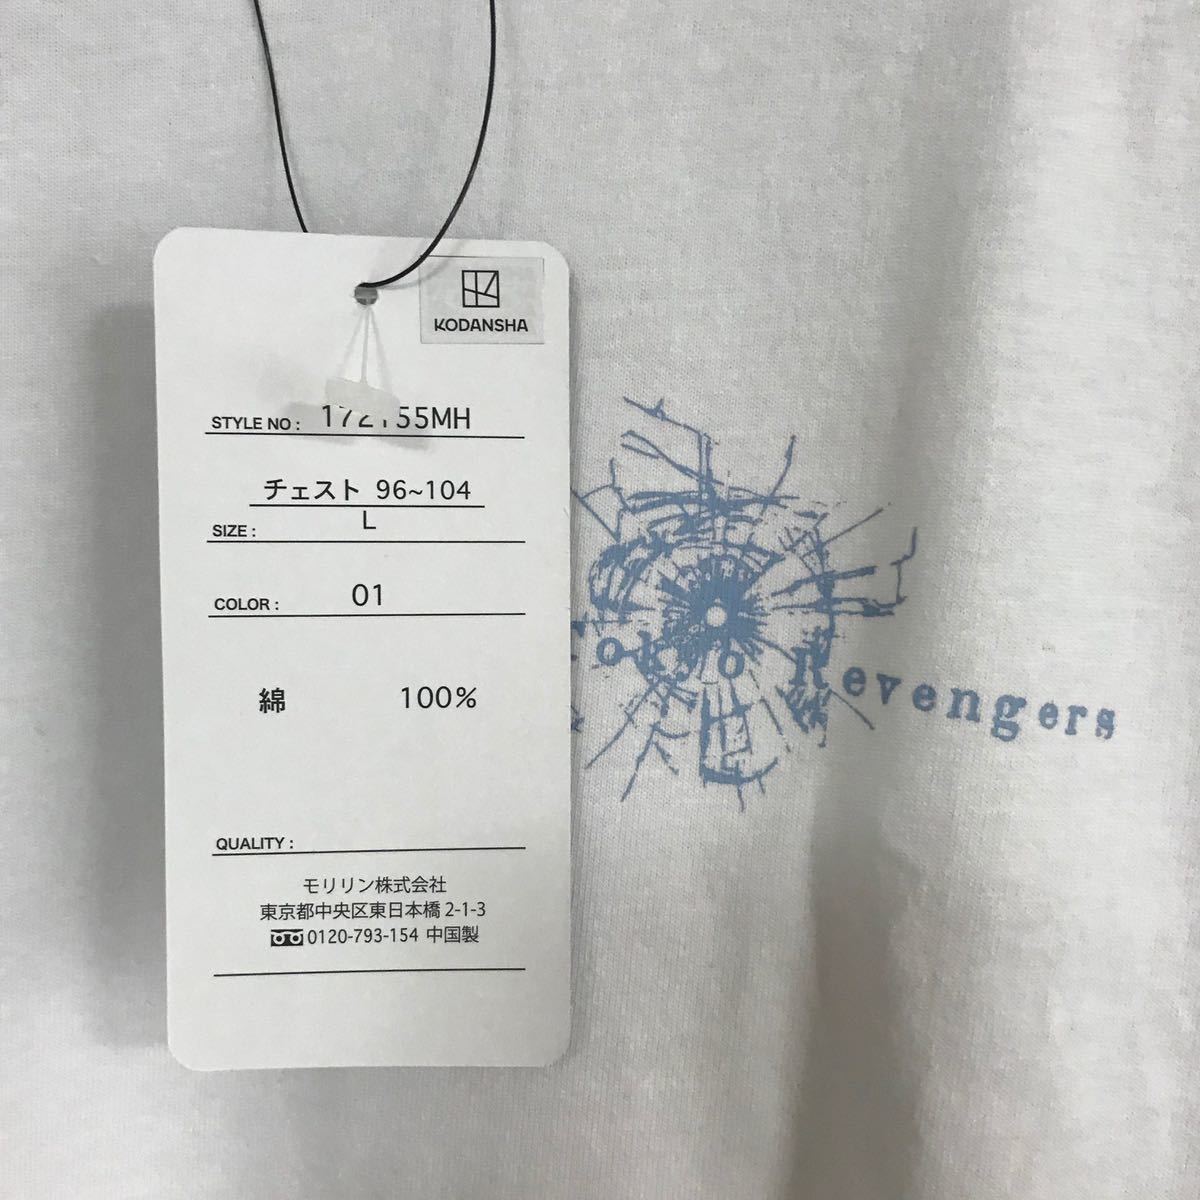 KODANSHA
STYLE NO :
チェスト 96~104
SIZE : L
COLOR : 01
綿 100%
QUALITY :
モリリン株式会社
東京都中央区東日本橋 2-1-3
0120-793-154 中国製
Tokyo Revengers